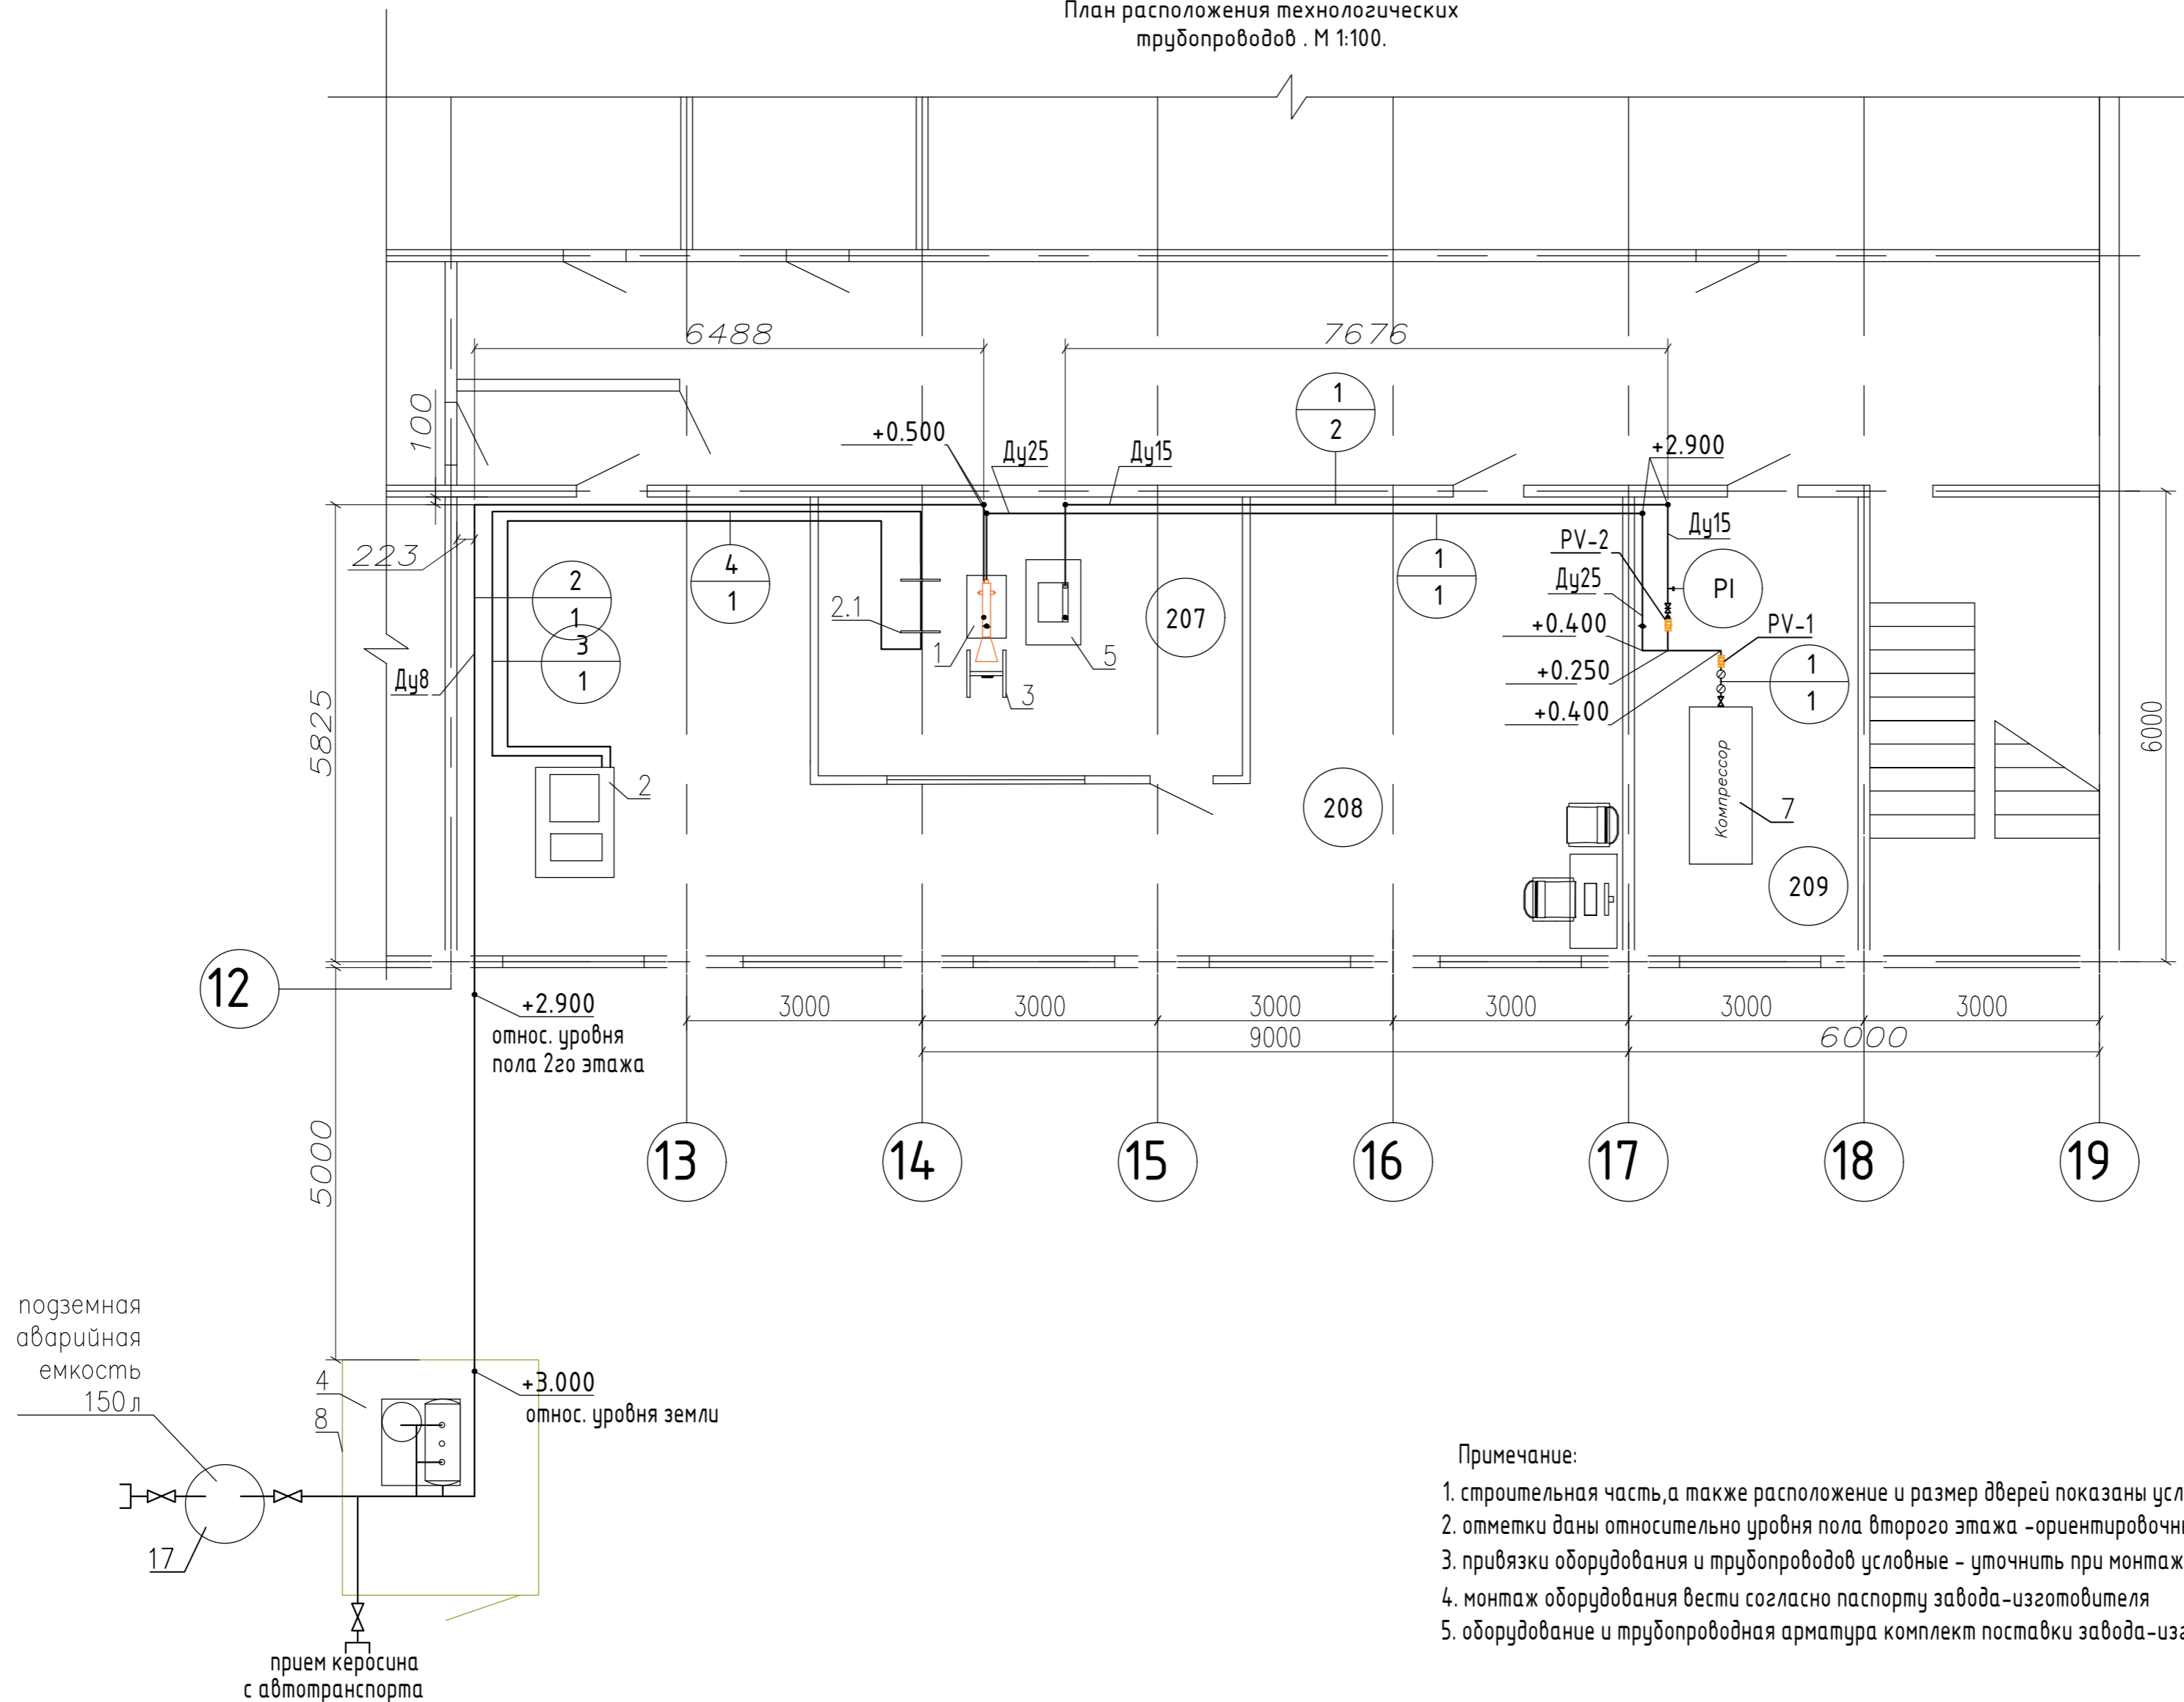 План расположения технологических
трубопроводов . М 1:100.
6488
7676
100
+0.500
Ду25
Ду15
1
2
+2.900
223
2
1
4
1
3
1
2.1
1
5
3
207
1
1
PV-2
Ду25
Ду15
PI
+0.400
PV-1
+0.250
1
1
+0.400
Ду8
5825
6000
2
208
Компрессор
7
209
12
+2.900
относ. уровня
пола 2го этажа
3000
3000
3000
3000
3000
3000
9000
6000
5000
13
14
15
16
17
18
19
подземная
аварийная
емкость
150 л
4
8
+3.000
относ. уровня земли
17
прием керосина
с автотранспорта
Примечание:
1. строительная часть,а также расположение и размер дверей показаны
2. отметки даны относительно уровня пола второго этажа -
3. привязки оборудования и трубопроводов условные - уточнить при
4. монтаж оборудования вести согласно паспорту завода-изготовителя
5. оборудование и трубопроводная арматура комплект поставки